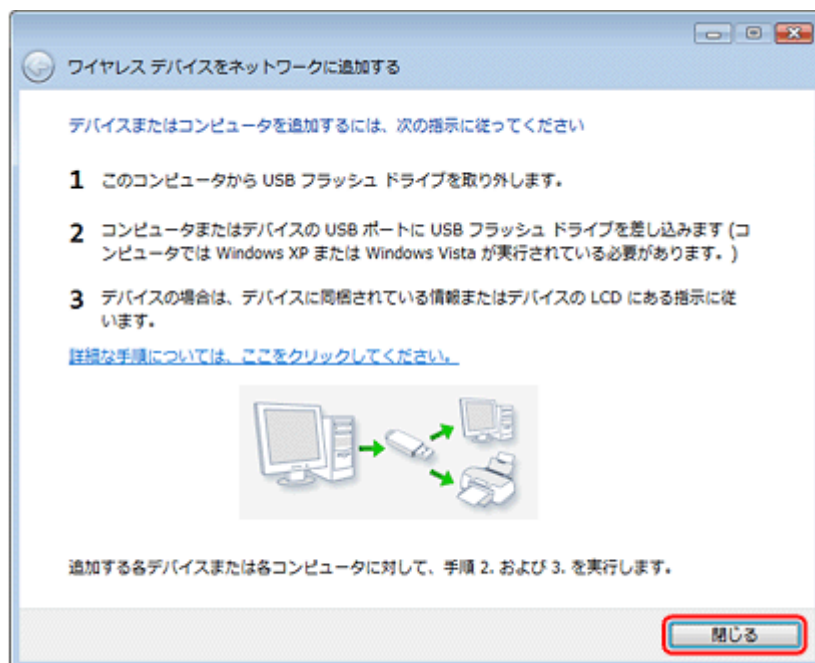 ワイヤレス デバイスをネットワークに追加する
デバイスまたはコンピュータを追加するには、次の指示に従ってください
1 このコンピュータから USB フラッシュ ドライブを取り外します。
2 コンピュータまたはデバイスの USB ポートに USB フラッシュ ドライブを差し込みます (コ
ンピュータでは Windows XP または Windows Vista が実行されている必要があります。)
3 デバイスの場合は、デバイスに同梱されている情報またはデバイスの LCD にある指示に従
います。
詳細な手順については、ここをクリックしてください。
追加する各デバイスまたは各コンピュータに対して、手順 2. および 3. を実行します。
閉じる